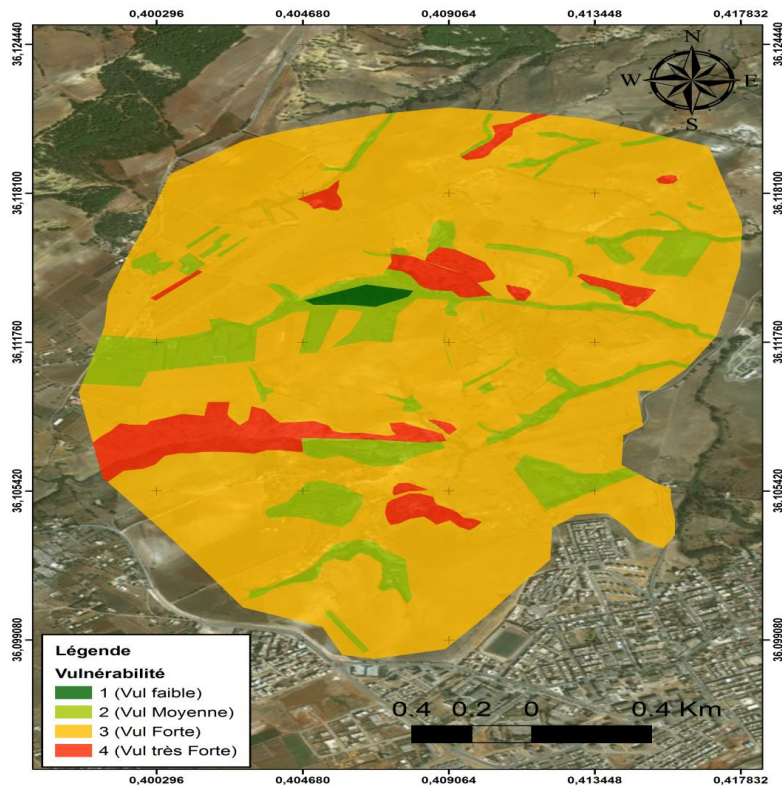 0,400296 0,404680 0,409064 0,413448 0,417832
36,124440 36,124440
N
W E
S
36,118100 36,118100
36,111760 36,111760
36,105420 36,105420
36,099080 36,099080
Légende
Vulnérabilité
1 (Vul faible)
2 (Vul Moyenne)
3 (Vul Forte)
4 (Vul très Forte)
0.4 0.2 0 0.4 Km
0,400296 0,404680 0,409064 0,413448 0,417832